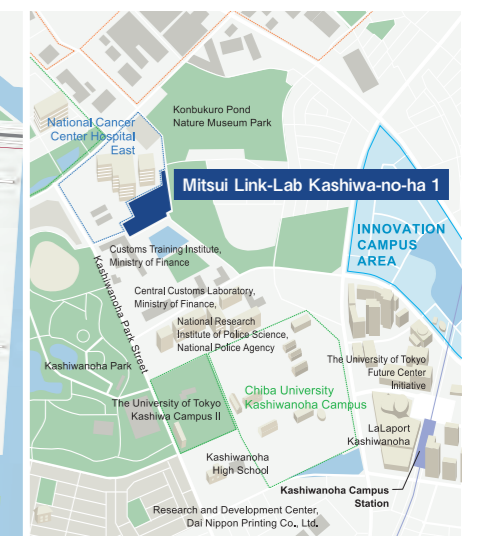 Konbukuro Pond
Nature Museum Park
National Cancer
Center Hospital
East
Mitsui Link-Lab Kashiwa-no-ha 1
INNOVATION
CAMPUS
AREA
Customs Training Institute,
Ministry of Finance
Kashiwanoha Park Street
Central Customs Laboratory,
Ministry of Finance,
National Research
Institute of Police Science,
National Police Agency
The University of Tokyo
Future Center
Initiative
Kashiwanoha Park
Chiba University
Kashiwanoha Campus
The University of Tokyo
Kashiwa Campus II
LaLaport
Kashiwanoha
Kashiwanoha
High School
Kashiwanoha Campus
Station
Research and Development Center,
Dai Nippon Printing Co., Ltd.